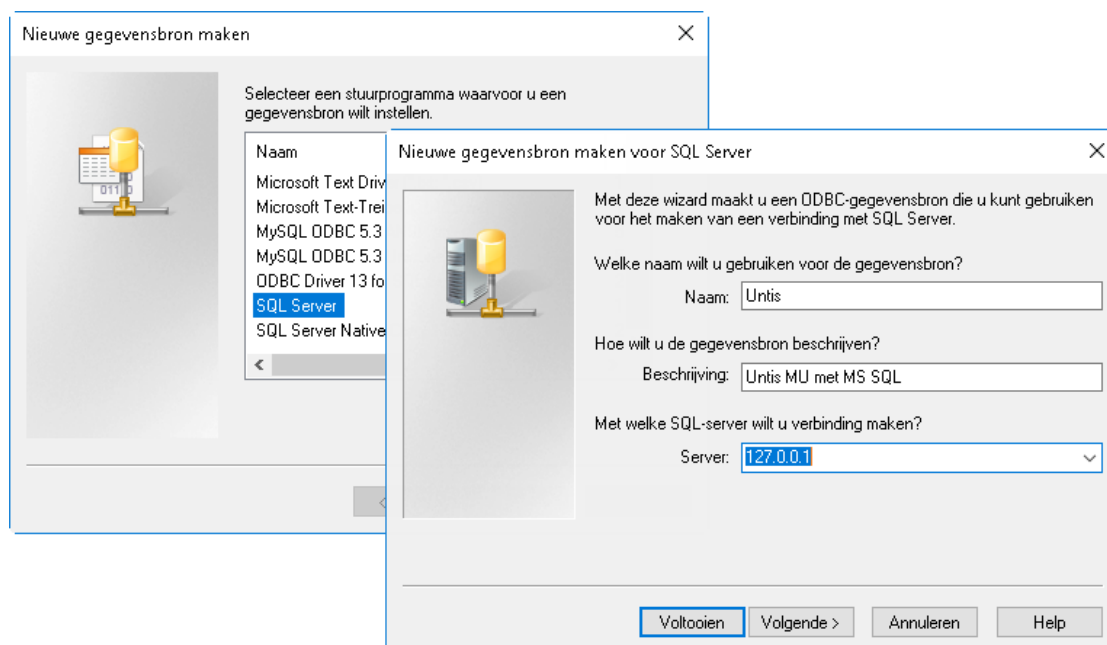 Nieuwe gegevensbron maken
Selecteer een stuurprogramma waarvoor u een
gegevensbron wilt instellen.
Naam
Microsoft Text Driv
Microsoft Text-Trei
MySQL ODBC 5.3
MySQL ODBC 5.3
ODBC Driver 13 fo
SQL Server
SQL Server Native
Nieuwe gegevensbron maken voor SQL Server
Met deze wizard maakt u een ODBC-gegevensbron die u kunt gebruiken
voor het maken van een verbinding met SQL Server.
Welke naam wilt u gebruiken voor de gegevensbron?
Naam: Untis
Hoe wilt u de gegevensbron beschrijven?
Beschrijving: Untis MU met MS SQL
Met welke SQL-server wilt u verbinding maken?
Server: 127.0.0.1
Voltooien Volgende > Annuleren Help